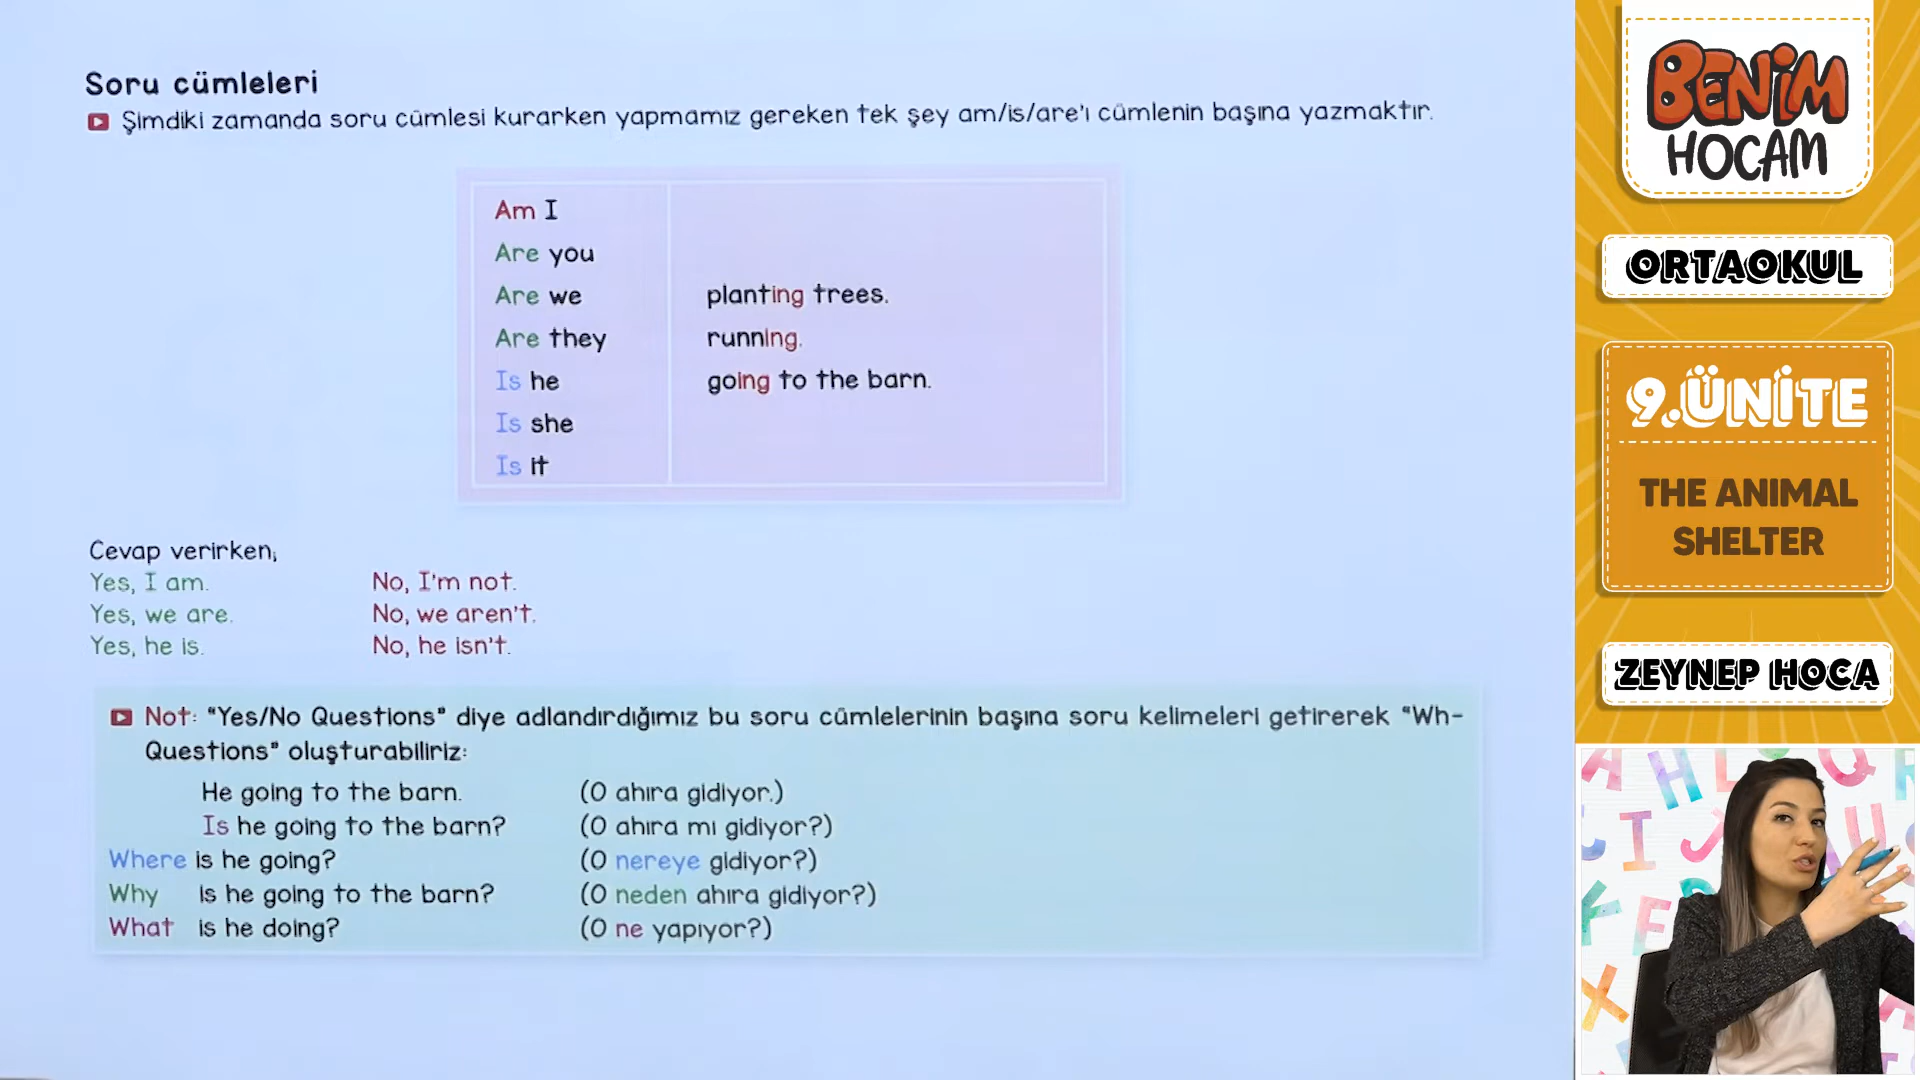 Soru cümleleri
Şimdiki zamanda soru cümlesi kurarken yapmamız gereken tek şey am/is/are'ı cümlenin başına yazmaktır.
Am I
Are you
Are we
Are they
Is he
Is she
Is it
planting trees.
running.
going to the barn.
Cevap verirken;
Yes, I am.
No, I'm not.
Yes, we are.
No, we aren't.
Yes, he is.
No, he isn't.
Not: "Yes/No Questions" diye adlandırdığımız bu soru cümlelerinin başına soru kelimeleri getirerek "Wh-
Questions" oluşturabiliriz:
He going to the barn. (O ahıra gidiyor.)
Is he going to the barn? (O ahıra mı gidiyor?)
Where is he going? (O nereye gidiyor?)
Why is he going to the barn? (O neden ahıra gidiyor?)
What is he doing? (O ne yapıyor?)
BENİM
HOCAM
ORTAOKUL
9.ÜNİTE
THE ANIMAL
SHELTER
ZEYNEP HOCA